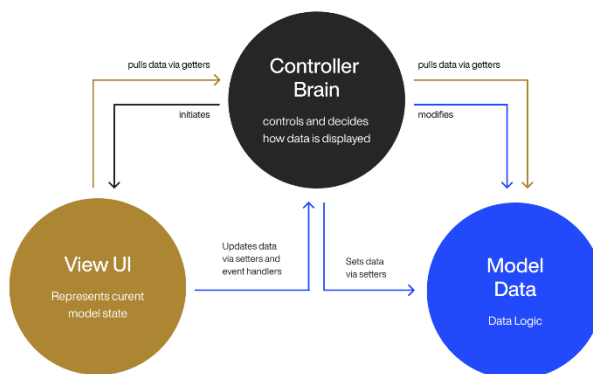 pulls data via getters
Controller
Brain
controls and decides
how data is displayed
pulls data via getters
initiates
modifies
View UI
Represents curent
model state
Updates data
via setters and
event handlers
Sets data
via setters
Model
Data
Data Logic